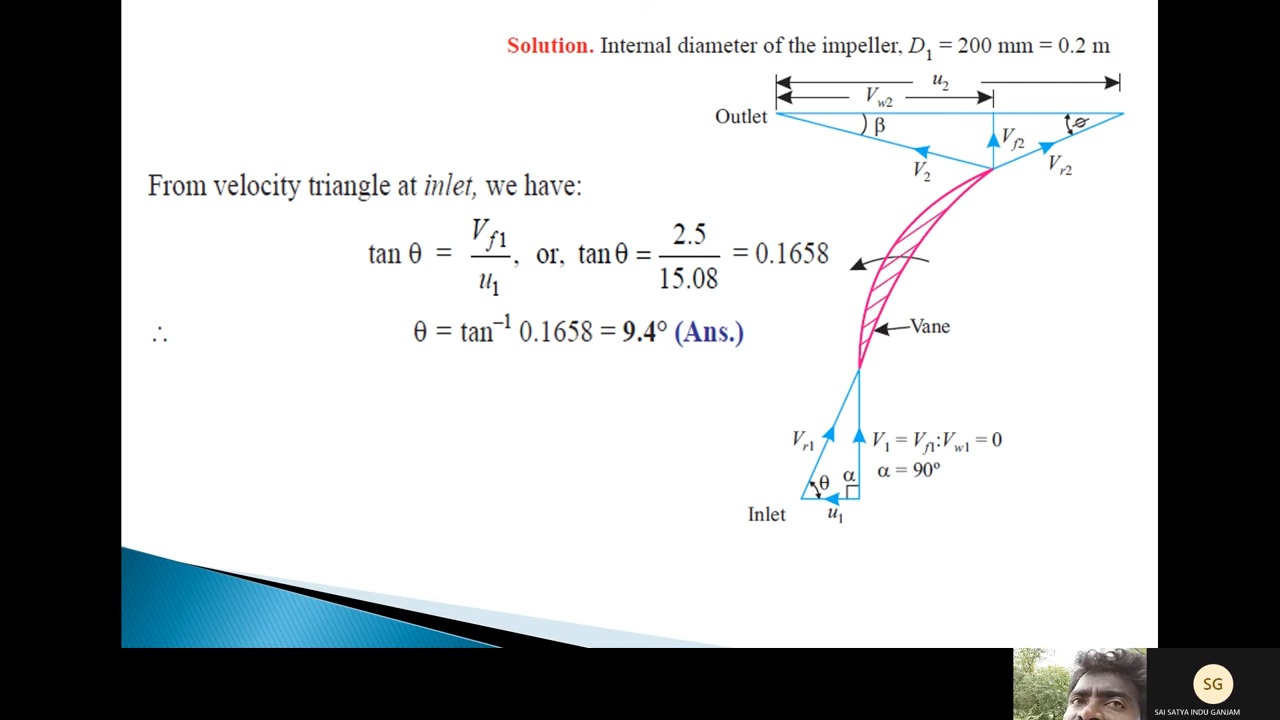 Solution. Internal diameter of the impeller, D₁ = 200 mm = 0.2 m
u₂
V_w2
Outlet
β
V_f2
ϕ
V₂
V_r2
From velocity triangle at inlet, we have:
tan θ = V_f1 / u₁, or, tan θ = 2.5 / 15.08 = 0.1658
∴ θ = tan⁻¹ 0.1658 = 9.4° (Ans.)
Vane
V_r1
V₁ = V_f1 : V_w1 = 0
θ
α
α = 90°
Inlet
u₁
SG
SAI SATYA INDU GANJAM